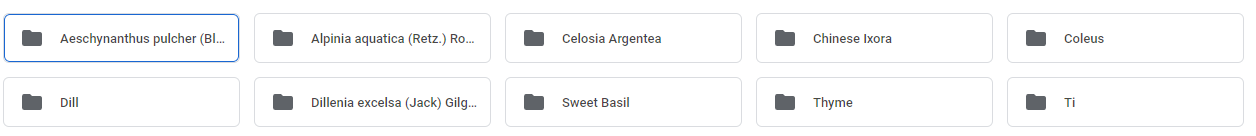 Aeschynanthus pulcher (Bl...
Alpinia aquatica (Retz.) Ro...
Celosia Argentea
Chinese Ixora
Coleus
Dill
Dillenia excelsa (Jack) Gilg...
Sweet Basil
Thyme
Ti